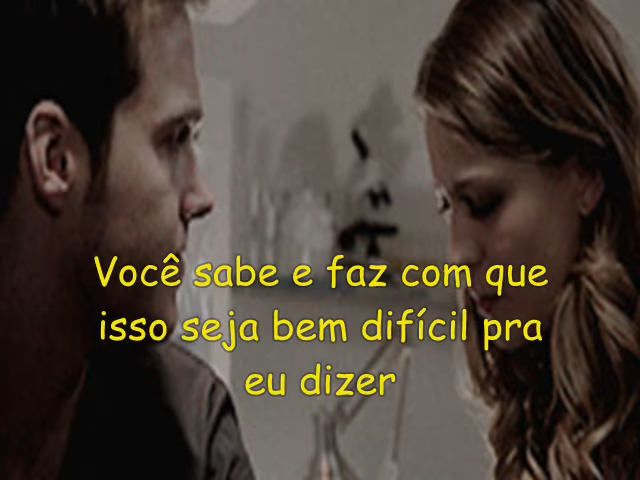 Você sabe e faz com que
isso seja bem difícil pra
eu dizer